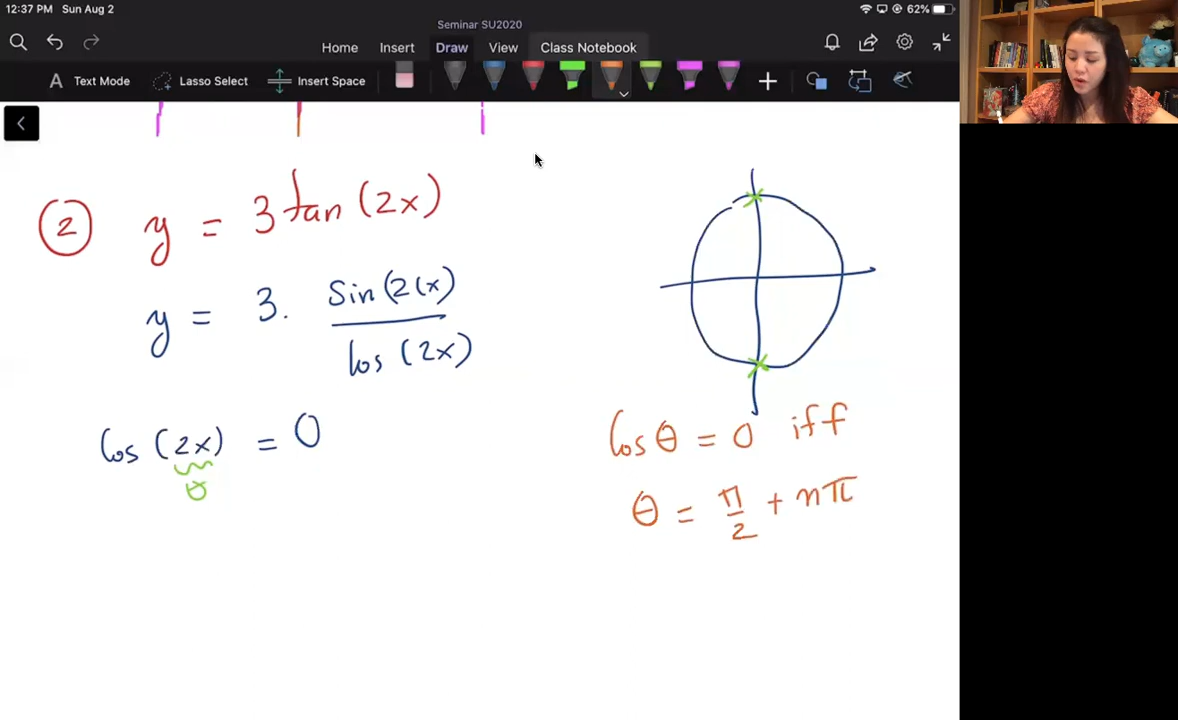 12:37 PM Sun Aug 2
62%
Seminar SU2020
Home Insert Draw View Class Notebook
Text Mode Lasso Select Insert Space
② y = 3 tan (2x)
y = 3. Sin(2(x) / Cos (2x)
Cos (2x) = 0
θ
Cos θ = 0 iff
θ = π/2 + nπ